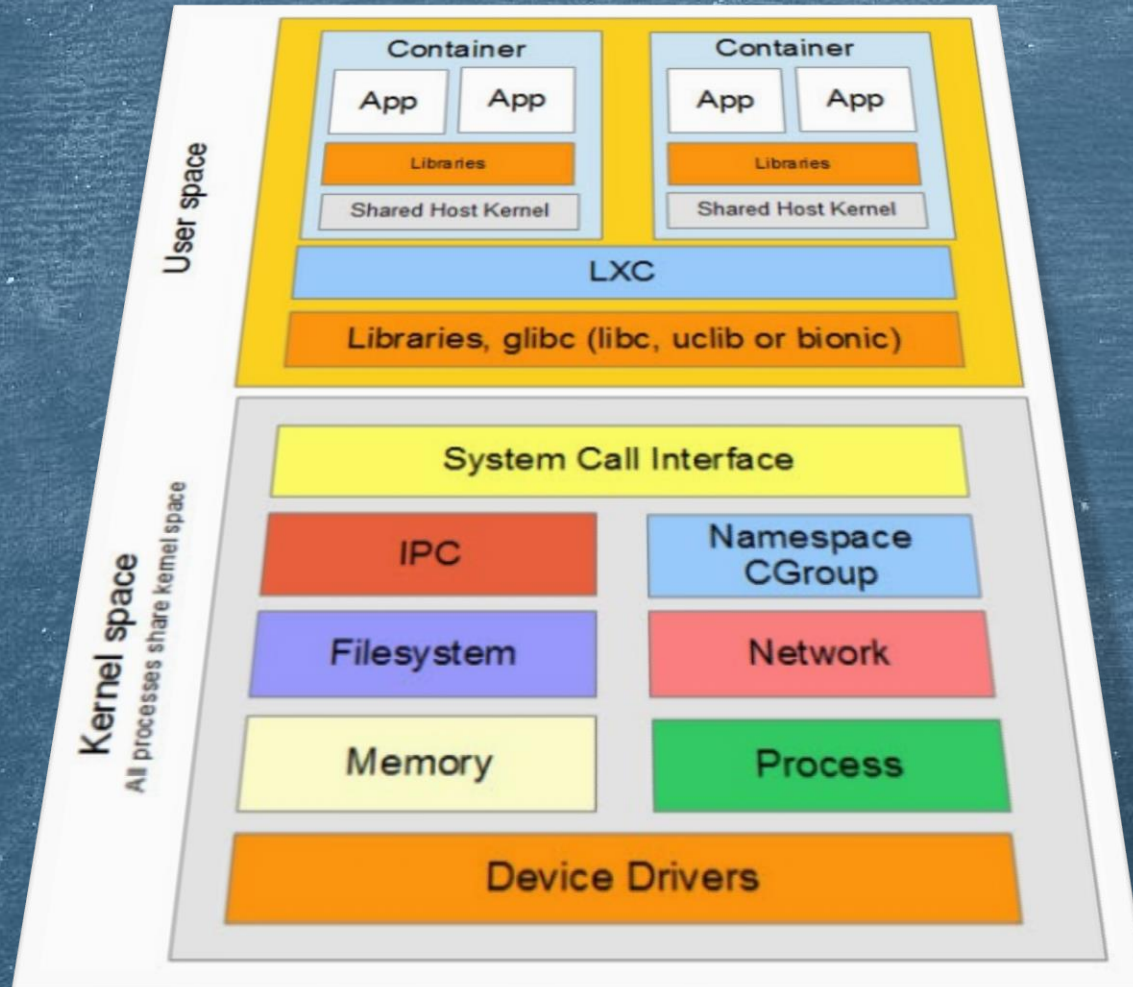 Container
App App
Libraries
Shared Host Kernel
Container
App App
Libraries
Shared Host Kernel
LXC
Libraries, glibc (libc, uclib or bionic)
User space
System Call Interface
IPC
Namespace
CGroup
Filesystem
Network
Memory
Process
Device Drivers
Kernel space
All processes share kernel space